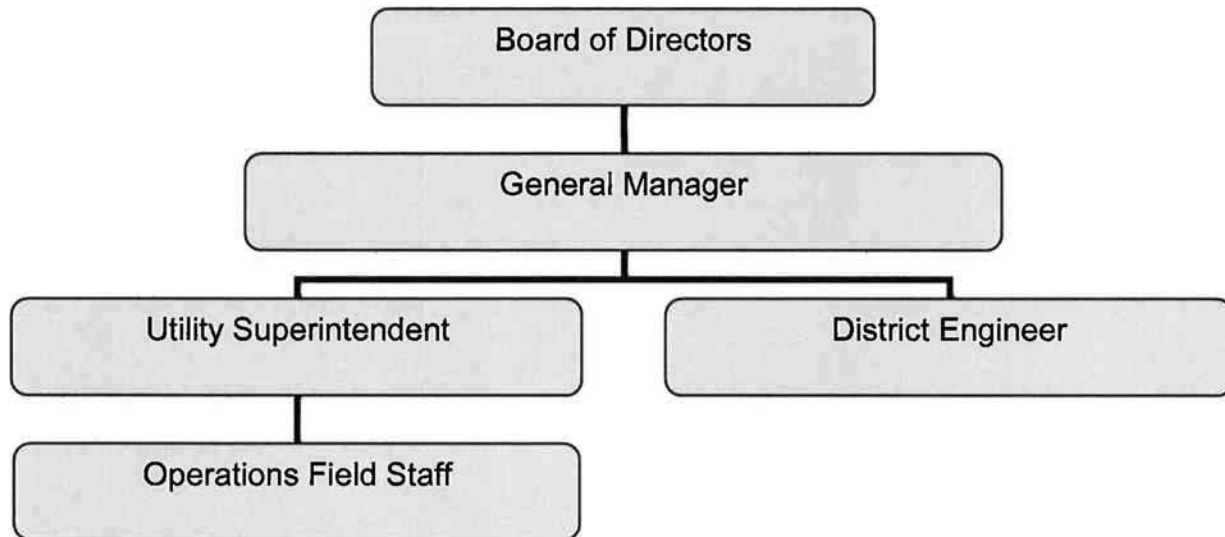 Board of Directors
General Manager
Utility Superintendent
District Engineer
Operations Field Staff